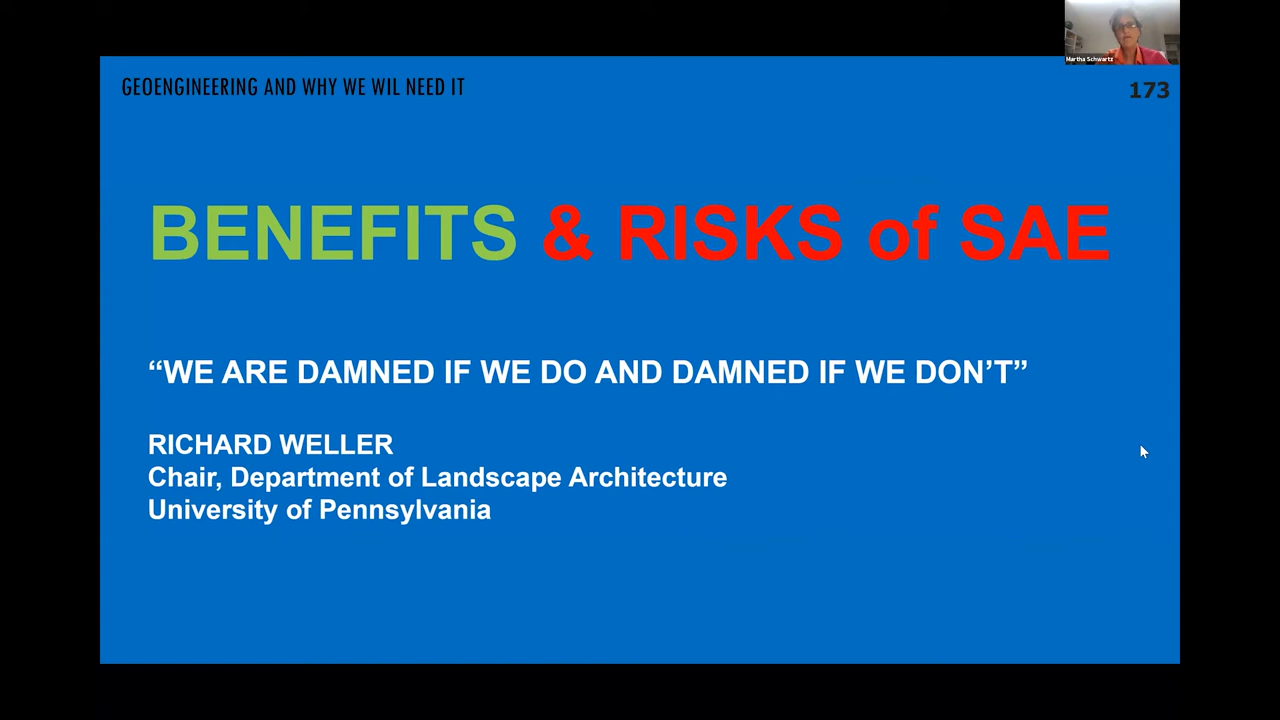 Martha Schwartz
GEOENGINEERING AND WHY WE WIL NEED IT
173
BENEFITS & RISKS of SAE
“WE ARE DAMNED IF WE DO AND DAMNED IF WE DON’T”
RICHARD WELLER
Chair, Department of Landscape Architecture
University of Pennsylvania